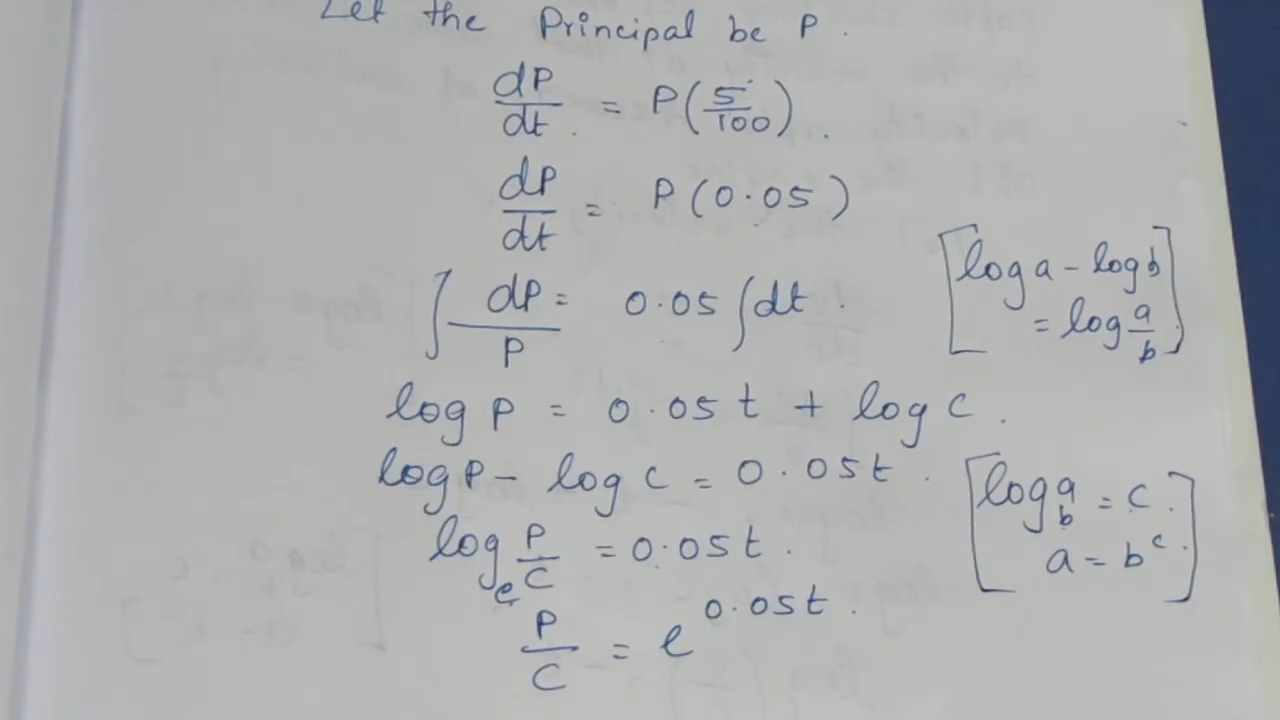 Let the Principal be P.
dP/dt = P(5/100).
dP/dt = P(0.05)
∫ dP/P = 0.05 ∫dt.
[log a - log b
= log a/b]
log P = 0.05t + log C.
log P - log C = 0.05t.
[log_b a = c.
a = b^c.]
log_e P/C = 0.05t.
P/C = e^0.05t.